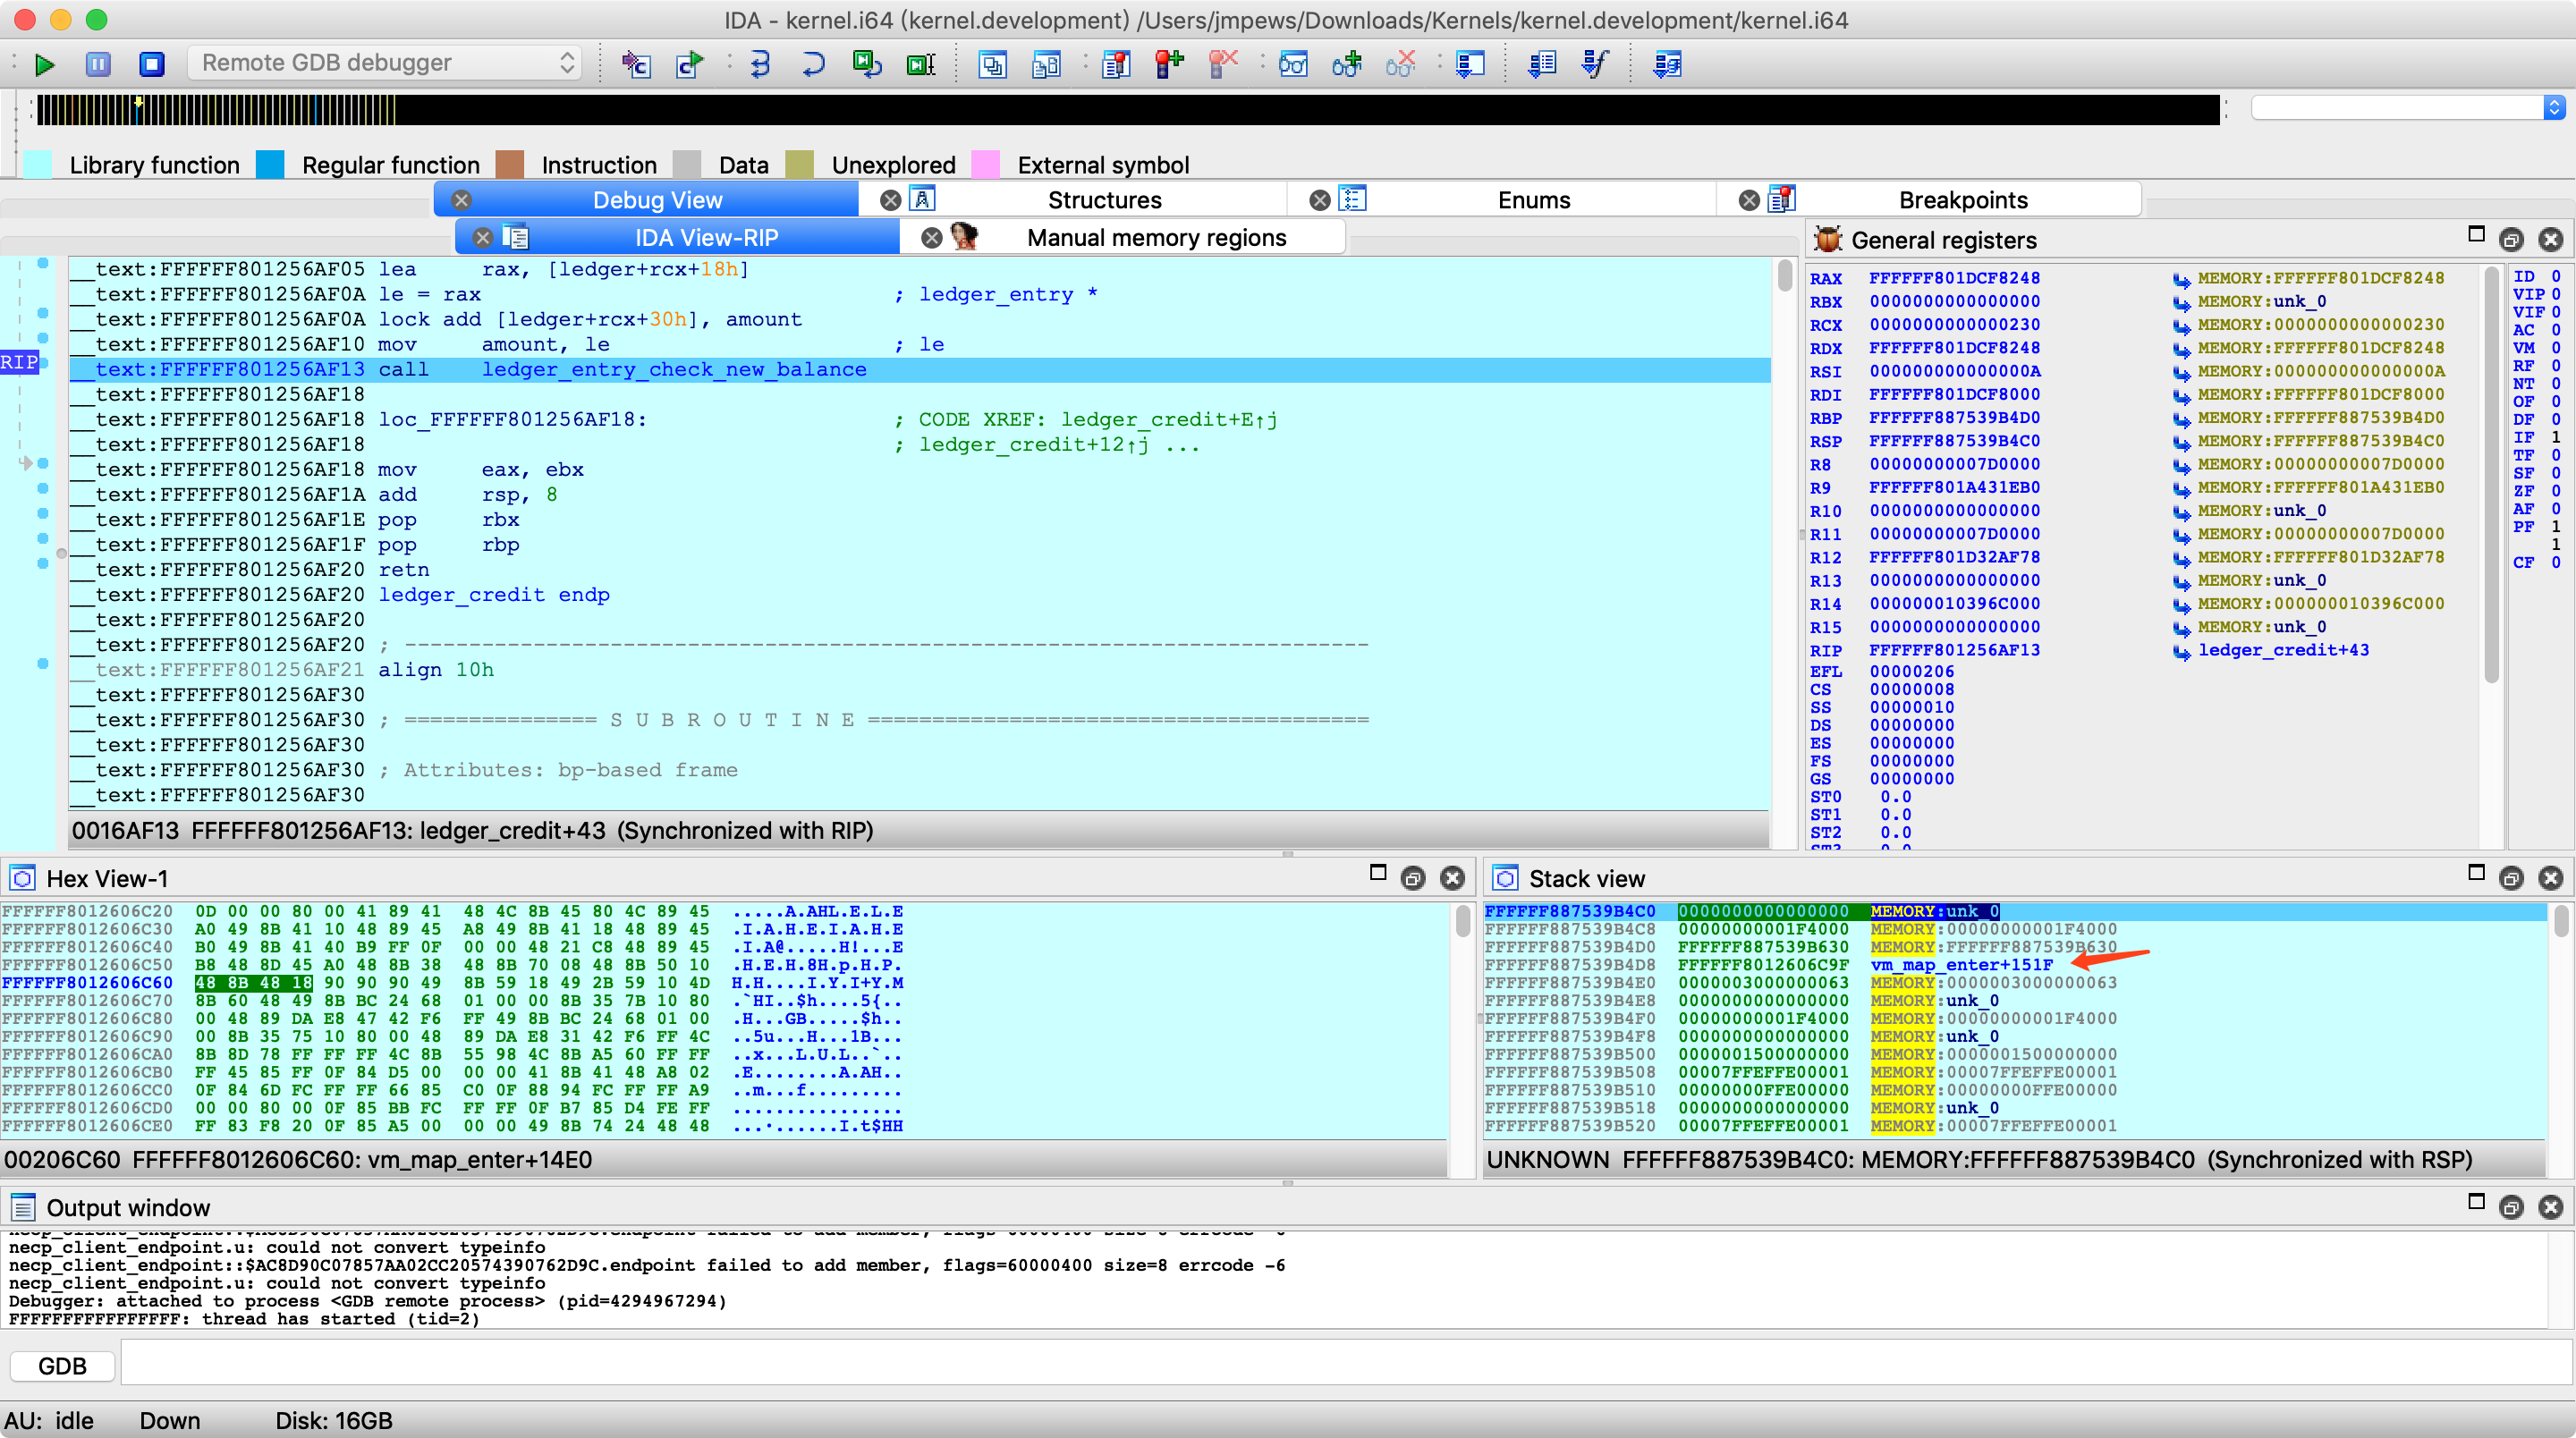 IDA - kernel.i64 (kernel.development) /Users/jmpews/Downloads/Kernels/kernel.development/kernel.i64
Remote GDB debugger
Library function Regular function Instruction Data Unexplored External symbol
Debug View Structures Enums Breakpoints
IDA View-RIP Manual memory regions
RIP
__text:FFFFFF801256AF05 lea rax, [ledger+rcx+18h]
__text:FFFFFF801256AF0A le = rax ; ledger_entry *
__text:FFFFFF801256AF0A lock add [ledger+rcx+30h], amount
__text:FFFFFF801256AF10 mov amount, le ; le
__text:FFFFFF801256AF13 call ledger_entry_check_new_balance
__text:FFFFFF801256AF18
__text:FFFFFF801256AF18 loc_FFFFFF801256AF18: ; CODE XREF: ledger_credit+E↑j
__text:FFFFFF801256AF18 ; ledger_credit+12↑j ...
__text:FFFFFF801256AF18 mov eax, ebx
__text:FFFFFF801256AF1A add rsp, 8
__text:FFFFFF801256AF1E pop rbx
__text:FFFFFF801256AF1F pop rbp
__text:FFFFFF801256AF20 retn
__text:FFFFFF801256AF20 ledger_credit endp
__text:FFFFFF801256AF20
__text:FFFFFF801256AF20 ; ---------------------------------------------------------------------------
__text:FFFFFF801256AF21 align 10h
__text:FFFFFF801256AF30
__text:FFFFFF801256AF30 ; =============== S U B R O U T I N E =======================================
__text:FFFFFF801256AF30
__text:FFFFFF801256AF30 ; Attributes: bp-based frame
__text:FFFFFF801256AF30
0016AF13 FFFFFF801256AF13: ledger_credit+43 (Synchronized with RIP)
General registers
RAX FFFFFF801DCF8248 MEMORY:FFFFFF801DCF8248
RBX 0000000000000000 MEMORY:unk_0
RCX 0000000000000230 MEMORY:0000000000000230
RDX FFFFFF801DCF8248 MEMORY:FFFFFF801DCF8248
RSI 000000000000000A MEMORY:000000000000000A
RDI FFFFFF801DCF8000 MEMORY:FFFFFF801DCF8000
RBP FFFFFF887539B4D0 MEMORY:FFFFFF887539B4D0
RSP FFFFFF887539B4C0 MEMORY:FFFFFF887539B4C0
R8 00000000007D0000 MEMORY:00000000007D0000
R9 FFFFFF801A431EB0 MEMORY:FFFFFF801A431EB0
R10 0000000000000000 MEMORY:unk_0
R11 00000000007D0000 MEMORY:00000000007D0000
R12 FFFFFF801D32AF78 MEMORY:FFFFFF801D32AF78
R13 0000000000000000 MEMORY:unk_0
R14 000000010396C000 MEMORY:000000010396C000
R15 0000000000000000 MEMORY:unk_0
RIP FFFFFF801256AF13 ledger_credit+43
EFL 00000206
CS 00000008
SS 00000010
DS 00000000
ES 00000000
FS 00000000
GS 00000000
ST0 0.0
ST1 0.0
ST2 0.0
ID 0
VIP 0
VIF 0
AC 0
VM 0
RF 0
NT 0
OF 0
DF 0
IF 1
TF 0
SF 0
ZF 0
AF 0
PF 1
1
CF 0
Hex View-1
FFFFFF8012606C20 0D 00 00 80 00 41 89 41 48 4C 8B 45 80 4C 89 45 .....A.AHL.E.L.E
FFFFFF8012606C30 A0 49 8B 41 10 48 89 45 A8 49 8B 41 18 48 89 45 .I.A.H.E.I.A.H.E
FFFFFF8012606C40 B0 49 8B 41 40 B9 FF 0F 00 00 48 21 C8 48 89 45 .I.A@.....H!.H.E
FFFFFF8012606C50 B8 48 8D 45 A0 48 8B 38 48 8B 70 08 48 8B 50 10 .H.E.H.8H.p.H.P.
FFFFFF8012606C60 48 8B 48 18 90 90 90 49 8B 59 18 49 2B 59 10 4D H.H....I.Y.I+Y.M
FFFFFF8012606C70 8B 60 48 49 8B BC 24 68 01 00 00 8B 35 7B 10 80 .`HI..$h....5{..
FFFFFF8012606C80 00 48 89 DA E8 47 42 F6 FF 49 8B BC 24 68 01 00 .H...GB..I..$h..
FFFFFF8012606C90 00 8B 35 75 10 80 00 48 89 DA E8 31 42 F6 FF 4C ..5u...H...1B..L
FFFFFF8012606CA0 8B 8D 78 FF FF FF 4C 8B 55 98 4C 8B A5 60 FF FF ..x...L.U.L..`..
FFFFFF8012606CB0 FF 45 85 FF 0F 84 D5 00 00 00 41 8B 41 48 A8 02 .E........A.AH..
FFFFFF8012606CC0 0F 84 6D FC FF FF 66 85 C0 0F 88 94 FC FF FF A9 ..m...f.........
FFFFFF8012606CD0 00 00 80 00 0F 85 BB FC FF FF 0F B7 85 D4 FE FF ................
FFFFFF8012606CE0 FF 83 F8 20 0F 85 A5 00 00 00 49 8B 74 24 48 48 ... ......I.t$HH
00206C60 FFFFFF8012606C60: vm_map_enter+14E0
Stack view
FFFFFF887539B4C0 0000000000000000 MEMORY:unk_0
FFFFFF887539B4C8 00000000001F4000 MEMORY:00000000001F4000
FFFFFF887539B4D0 FFFFFF887539B630 MEMORY:FFFFFF887539B630
FFFFFF887539B4D8 FFFFFF8012606C9F vm_map_enter+151F
FFFFFF887539B4E0 0000003000000063 MEMORY:0000003000000063
FFFFFF887539B4E8 0000000000000000 MEMORY:unk_0
FFFFFF887539B4F0 00000000001F4000 MEMORY:00000000001F4000
FFFFFF887539B4F8 0000000000000000 MEMORY:unk_0
FFFFFF887539B500 0000001500000000 MEMORY:0000001500000000
FFFFFF887539B508 00007FFEFFE00001 MEMORY:00007FFEFFE00001
FFFFFF887539B510 00000000FFE00000 MEMORY:00000000FFE00000
FFFFFF887539B518 0000000000000000 MEMORY:unk_0
FFFFFF887539B520 00007FFEFFE00001 MEMORY:00007FFEFFE00001
UNKNOWN FFFFFF887539B4C0: MEMORY:FFFFFF887539B4C0 (Synchronized with RSP)
Output window
necp_client_endpoint.u: could not convert typeinfo
necp_client_endpoint::$AC8D90C07857AA02CC20574390762D9C.endpoint failed to add member, flags=60000400 size=8 errcode -6
necp_client_endpoint.u: could not convert typeinfo
Debugger: attached to process <GDB remote process> (pid=4294967294)
FFFFFFFFFFFFFFFF: thread has started (tid=2)
GDB
AU: idle Down Disk: 16GB